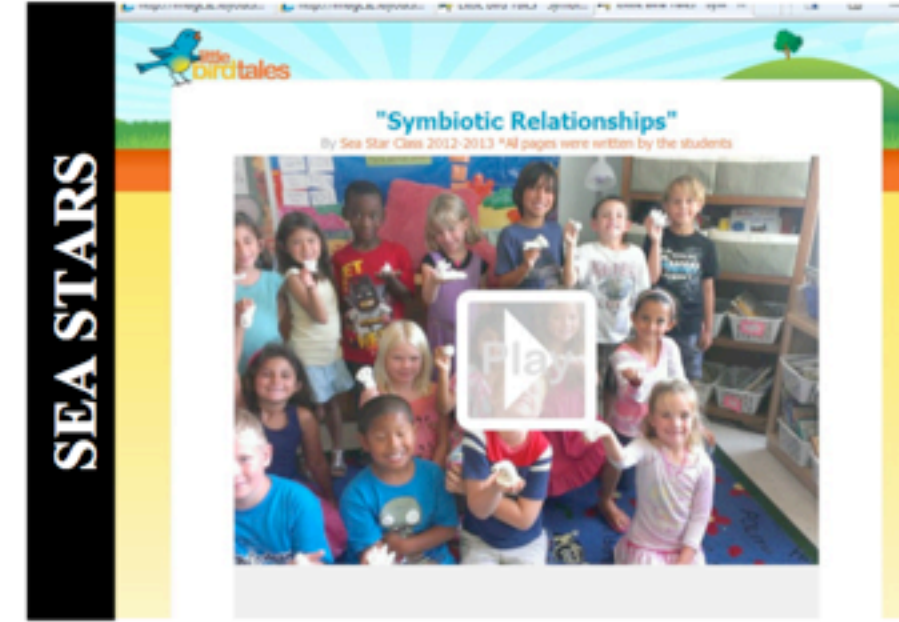 SEA STARS
little
birdtales
"Symbiotic Relationships"
By Sea Star Class 2012-2013 *All pages were written by the students
Play